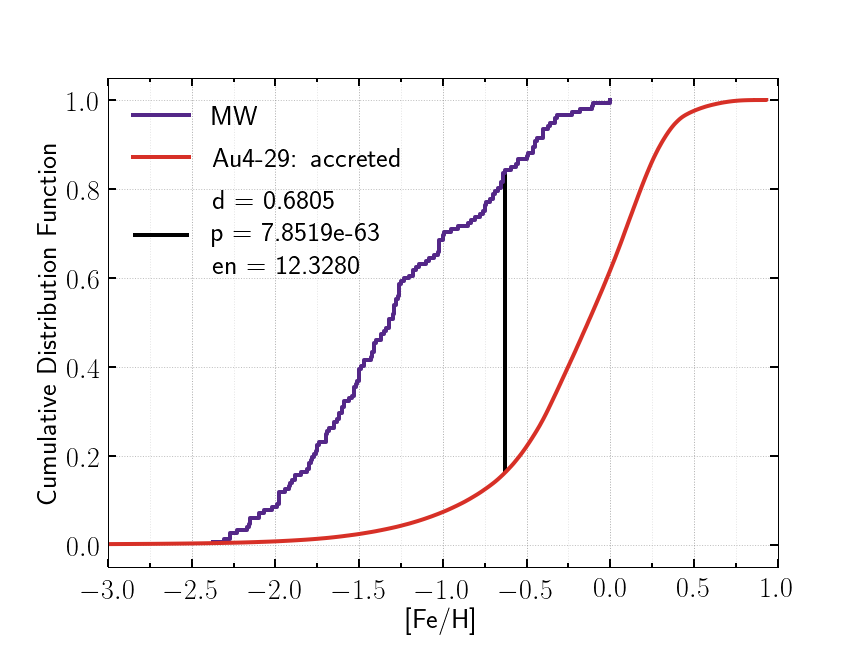 MW
Au4-29: accreted
d = 0.6805
p = 7.8519e-63
en = 12.3280
Cumulative Distribution Function
1.0
0.8
0.6
0.4
0.2
0.0
−3.0 −2.5 −2.0 −1.5 −1.0 −0.5 0.0 0.5 1.0
[Fe/H]